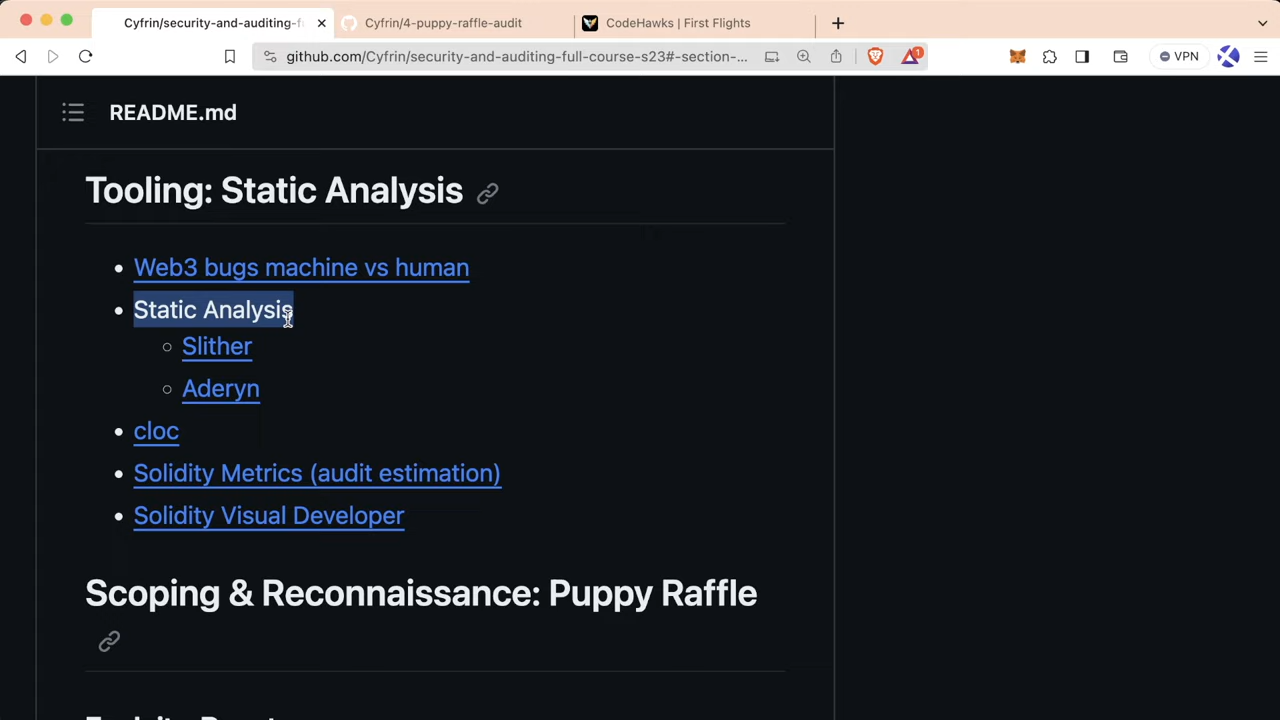 Cyfrin/security-and-auditing-f
Cyfrin/4-puppy-raffle-audit
CodeHawks | First Flights
github.com/Cyfrin/security-and-auditing-full-course-s23#-section-...
1
VPN
README.md
Tooling: Static Analysis
Web3 bugs machine vs human
Static Analysis
Slither
Aderyn
cloc
Solidity Metrics (audit estimation)
Solidity Visual Developer
Scoping & Reconnaissance: Puppy Raffle